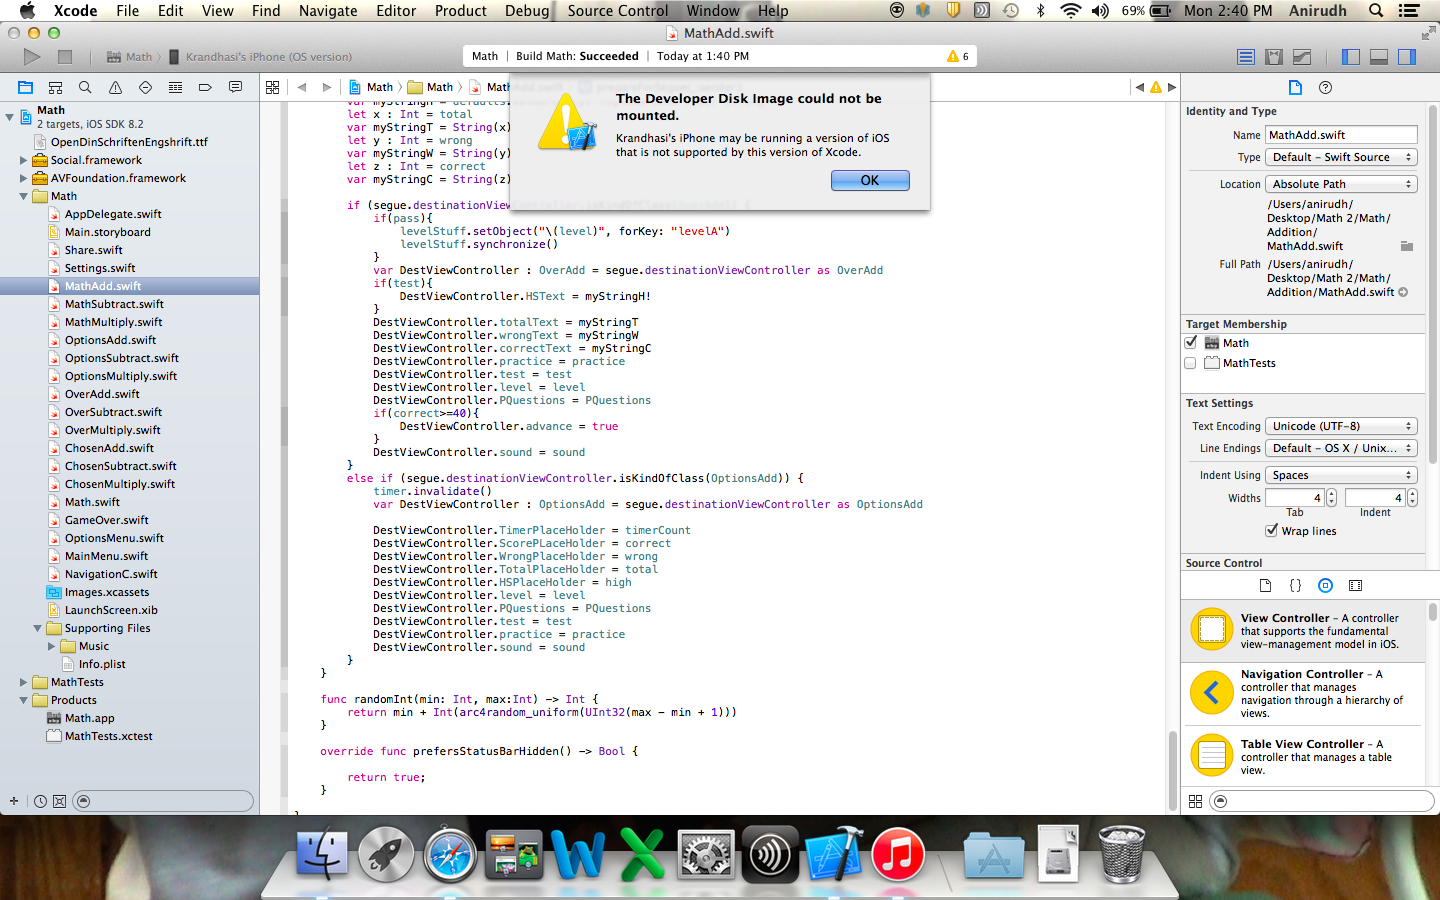 Xcode File Edit View Find Navigate Editor Product Debug Source Control Window Help 69% Mon 2:40 PM Anirudh
MathAdd.swift
Math Krandhasi's iPhone (OS version)
Math | Build Math: Succeeded | Today at 1:40 PM 6
Math Math
Math
2 targets, iOS SDK 8.2
OpenDinSchriftenEngshrift.ttf
Social.framework
AVFoundation.framework
Math
AppDelegate.swift
Main.storyboard
Share.swift
Settings.swift
MathAdd.swift
MathSubtract.swift
MathMultiply.swift
OptionsAdd.swift
OptionsSubtract.swift
OptionsMultiply.swift
OverAdd.swift
OverSubtract.swift
OverMultiply.swift
ChosenAdd.swift
ChosenSubtract.swift
ChosenMultiply.swift
Math.swift
GameOver.swift
OptionsMenu.swift
MainMenu.swift
NavigationC.swift
Images.xcassets
LaunchScreen.xib
Supporting Files
Music
Info.plist
MathTests
Products
Math.app
MathTests.xctest
let x : Int = total
var myStringT = String(x)
let y : Int = wrong
var myStringW = String(y)
let z : Int = correct
var myStringC = String(z)
if (segue.destinationViewController.isKindOfClass(OverAdd)) {
if(pass){
levelStuff.setObject("\(level)", forKey: "levelA")
levelStuff.synchronize()
}
var DestViewController : OverAdd = segue.destinationViewController as OverAdd
if(test){
DestViewController.HSText = myStringH!
}
DestViewController.totalText = myStringT
DestViewController.wrongText = myStringW
DestViewController.correctText = myStringC
DestViewController.practice = practice
DestViewController.test = test
DestViewController.level = level
DestViewController.PQuestions = PQuestions
if(correct>=40){
DestViewController.advance = true
}
DestViewController.sound = sound
}
else if (segue.destinationViewController.isKindOfClass(OptionsAdd)) {
timer.invalidate()
var DestViewController : OptionsAdd = segue.destinationViewController as OptionsAdd
DestViewController.TimerPlaceHolder = timerCount
DestViewController.ScorePLaceHolder = correct
DestViewController.WrongPlaceHolder = wrong
DestViewController.TotalPlaceHolder = total
DestViewController.HSPlaceHolder = high
DestViewController.level = level
DestViewController.PQuestions = PQuestions
DestViewController.test = test
DestViewController.practice = practice
DestViewController.sound = sound
}
}
func randomInt(min: Int, max:Int) -> Int {
return min + Int(arc4random_uniform(UInt32(max - min + 1)))
}
override func prefersStatusBarHidden() -> Bool {
return true;
}
The Developer Disk Image could not be
mounted.
Krandhasi's iPhone may be running a version of iOS
that is not supported by this version of Xcode.
OK
Identity and Type
Name MathAdd.swift
Type Default - Swift Source
Location Absolute Path
/Users/anirudh/
Desktop/Math 2/Math/
Addition/
MathAdd.swift
Full Path /Users/anirudh/
Desktop/Math 2/Math/
Addition/MathAdd.swift
Target Membership
Math
MathTests
Text Settings
Text Encoding Unicode (UTF-8)
Line Endings Default - OS X / Unix...
Indent Using Spaces
Widths 4 4
Tab Indent
Wrap lines
Source Control
View Controller - A controller
that supports the fundamental
view-management model in iOS.
Navigation Controller - A
controller that manages
navigation through a hierarchy of
views.
Table View Controller - A
controller that manages a table
view.